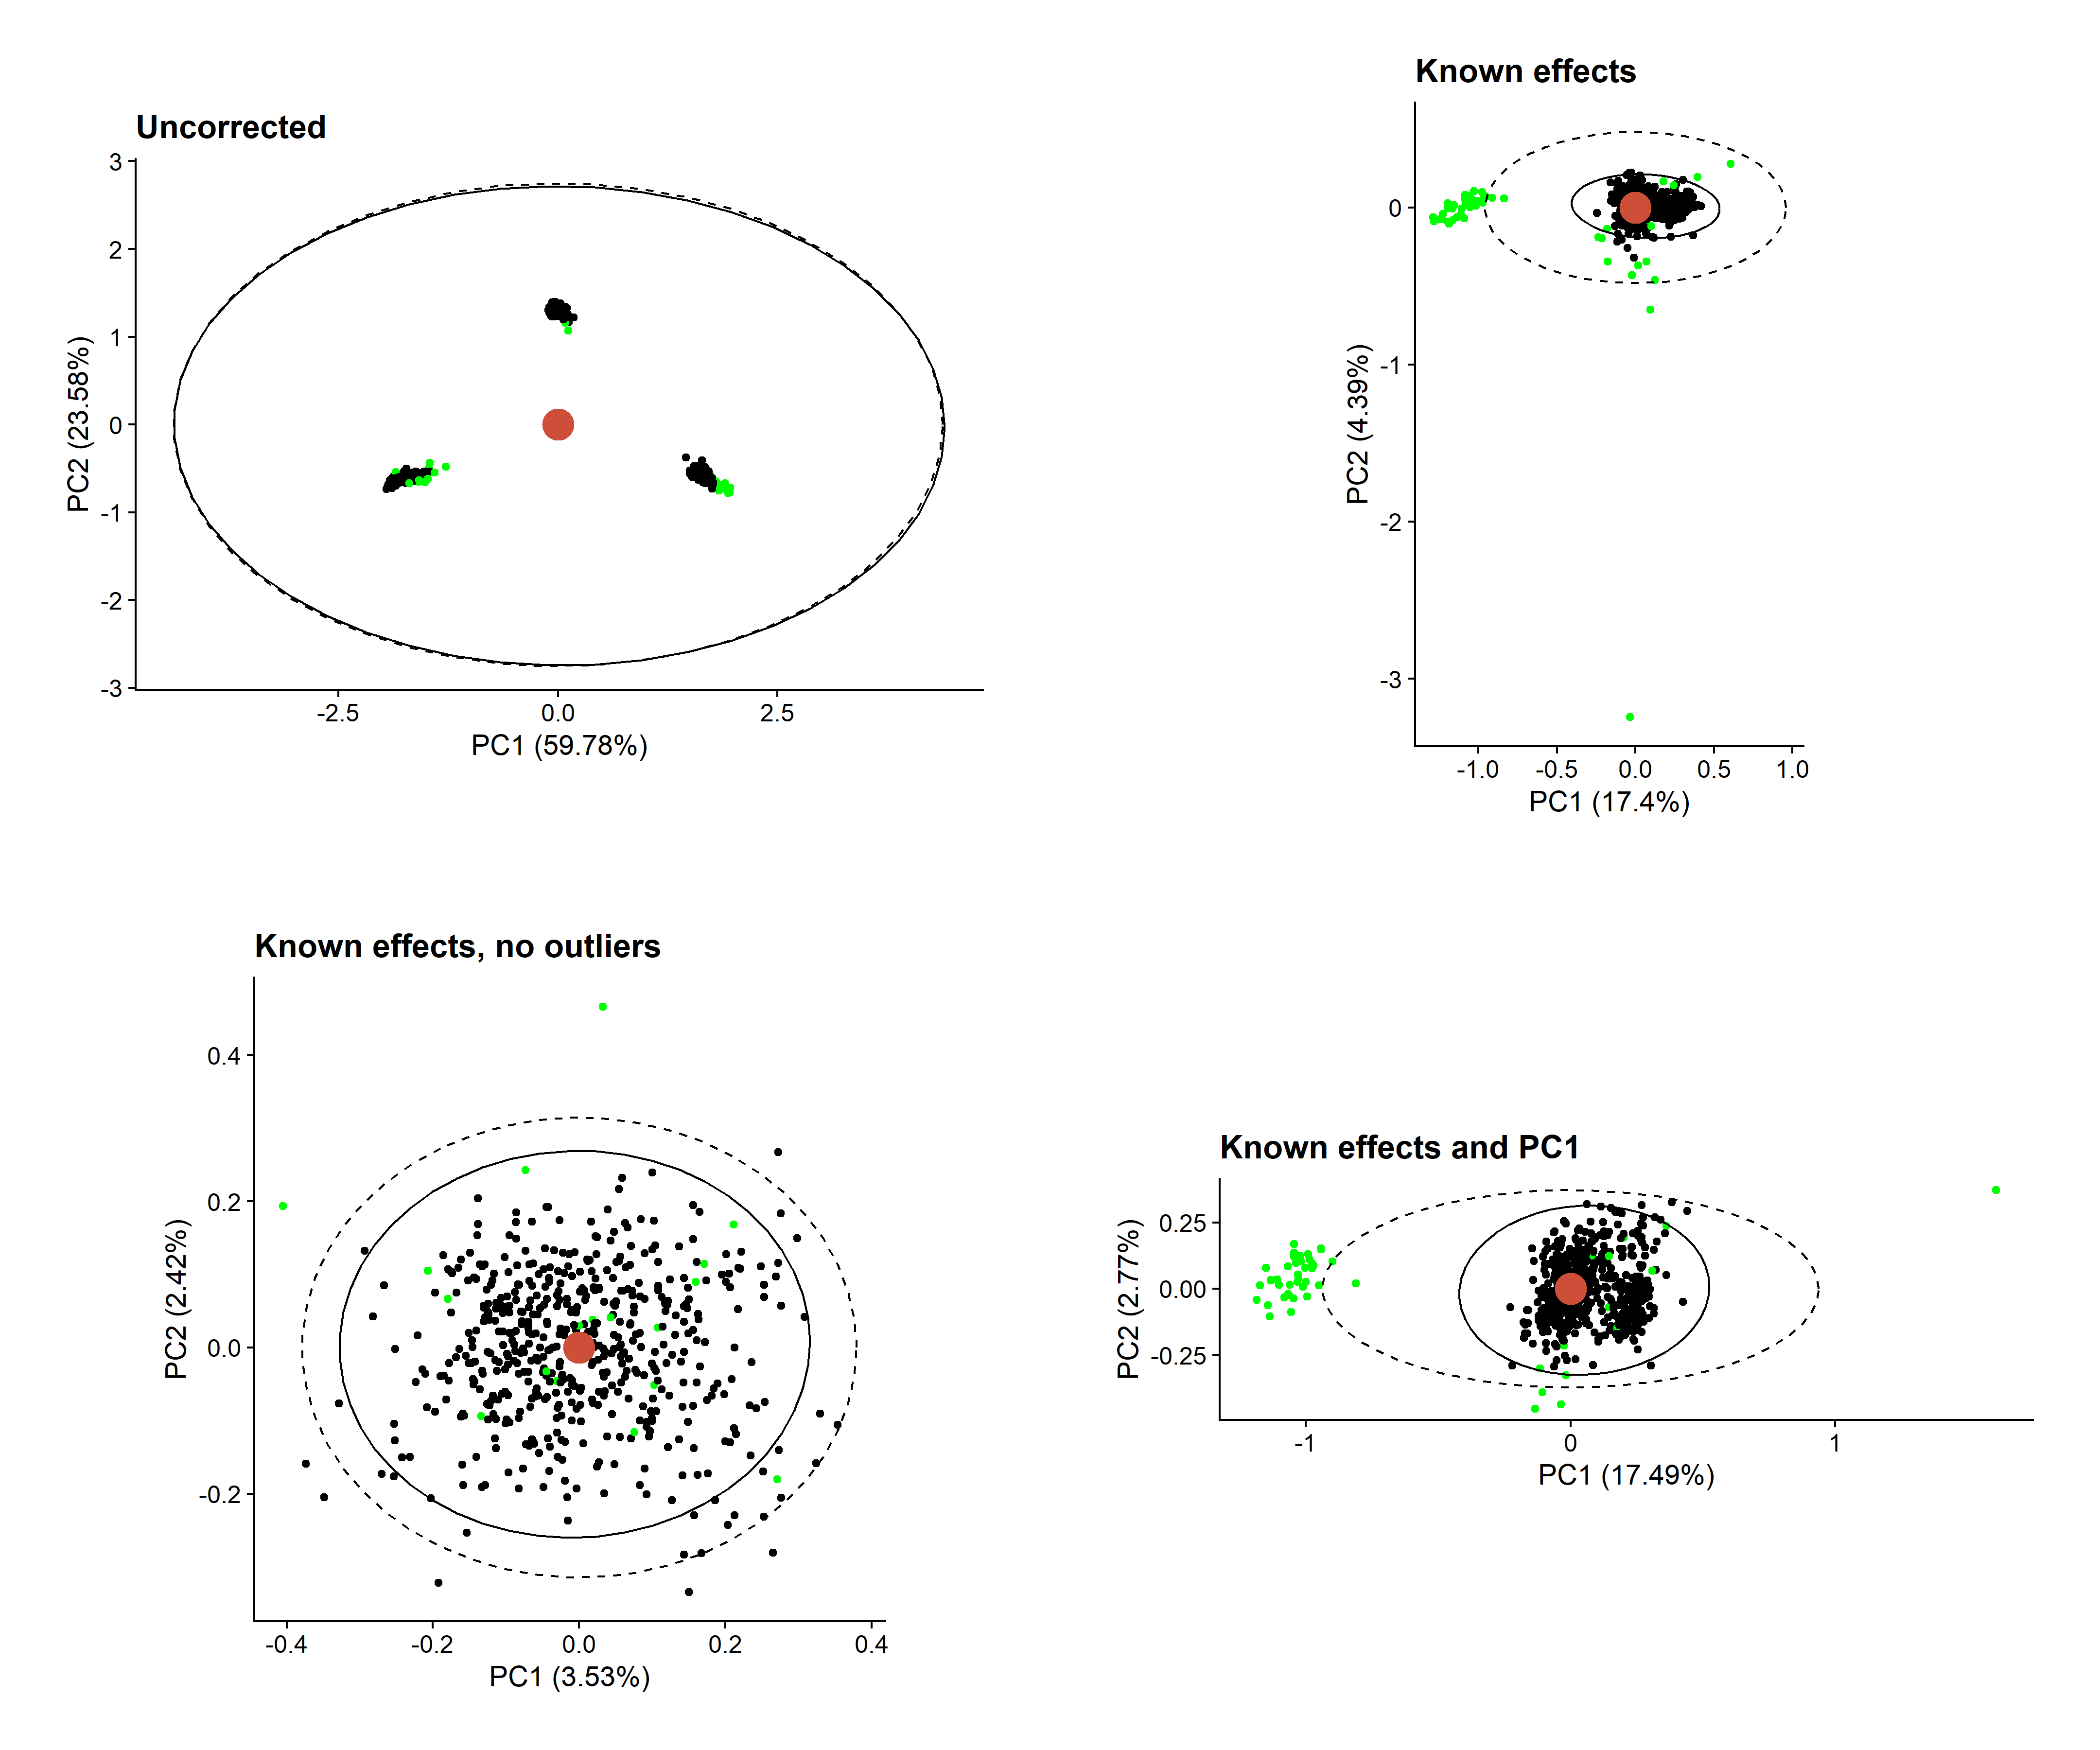 Uncorrected
3
2
1
0
-1
-2
-3
PC2 (23.58%)
-2.5 0.0 2.5
PC1 (59.78%)
Known effects
0
-1
-2
-3
PC2 (4.39%)
-1.0 -0.5 0.0 0.5 1.0
PC1 (17.4%)
Known effects, no outliers
0.4
0.2
0.0
-0.2
PC2 (2.42%)
-0.4 -0.2 0.0 0.2 0.4
PC1 (3.53%)
Known effects and PC1
0.25
0.00
-0.25
PC2 (2.77%)
-1 0 1
PC1 (17.49%)